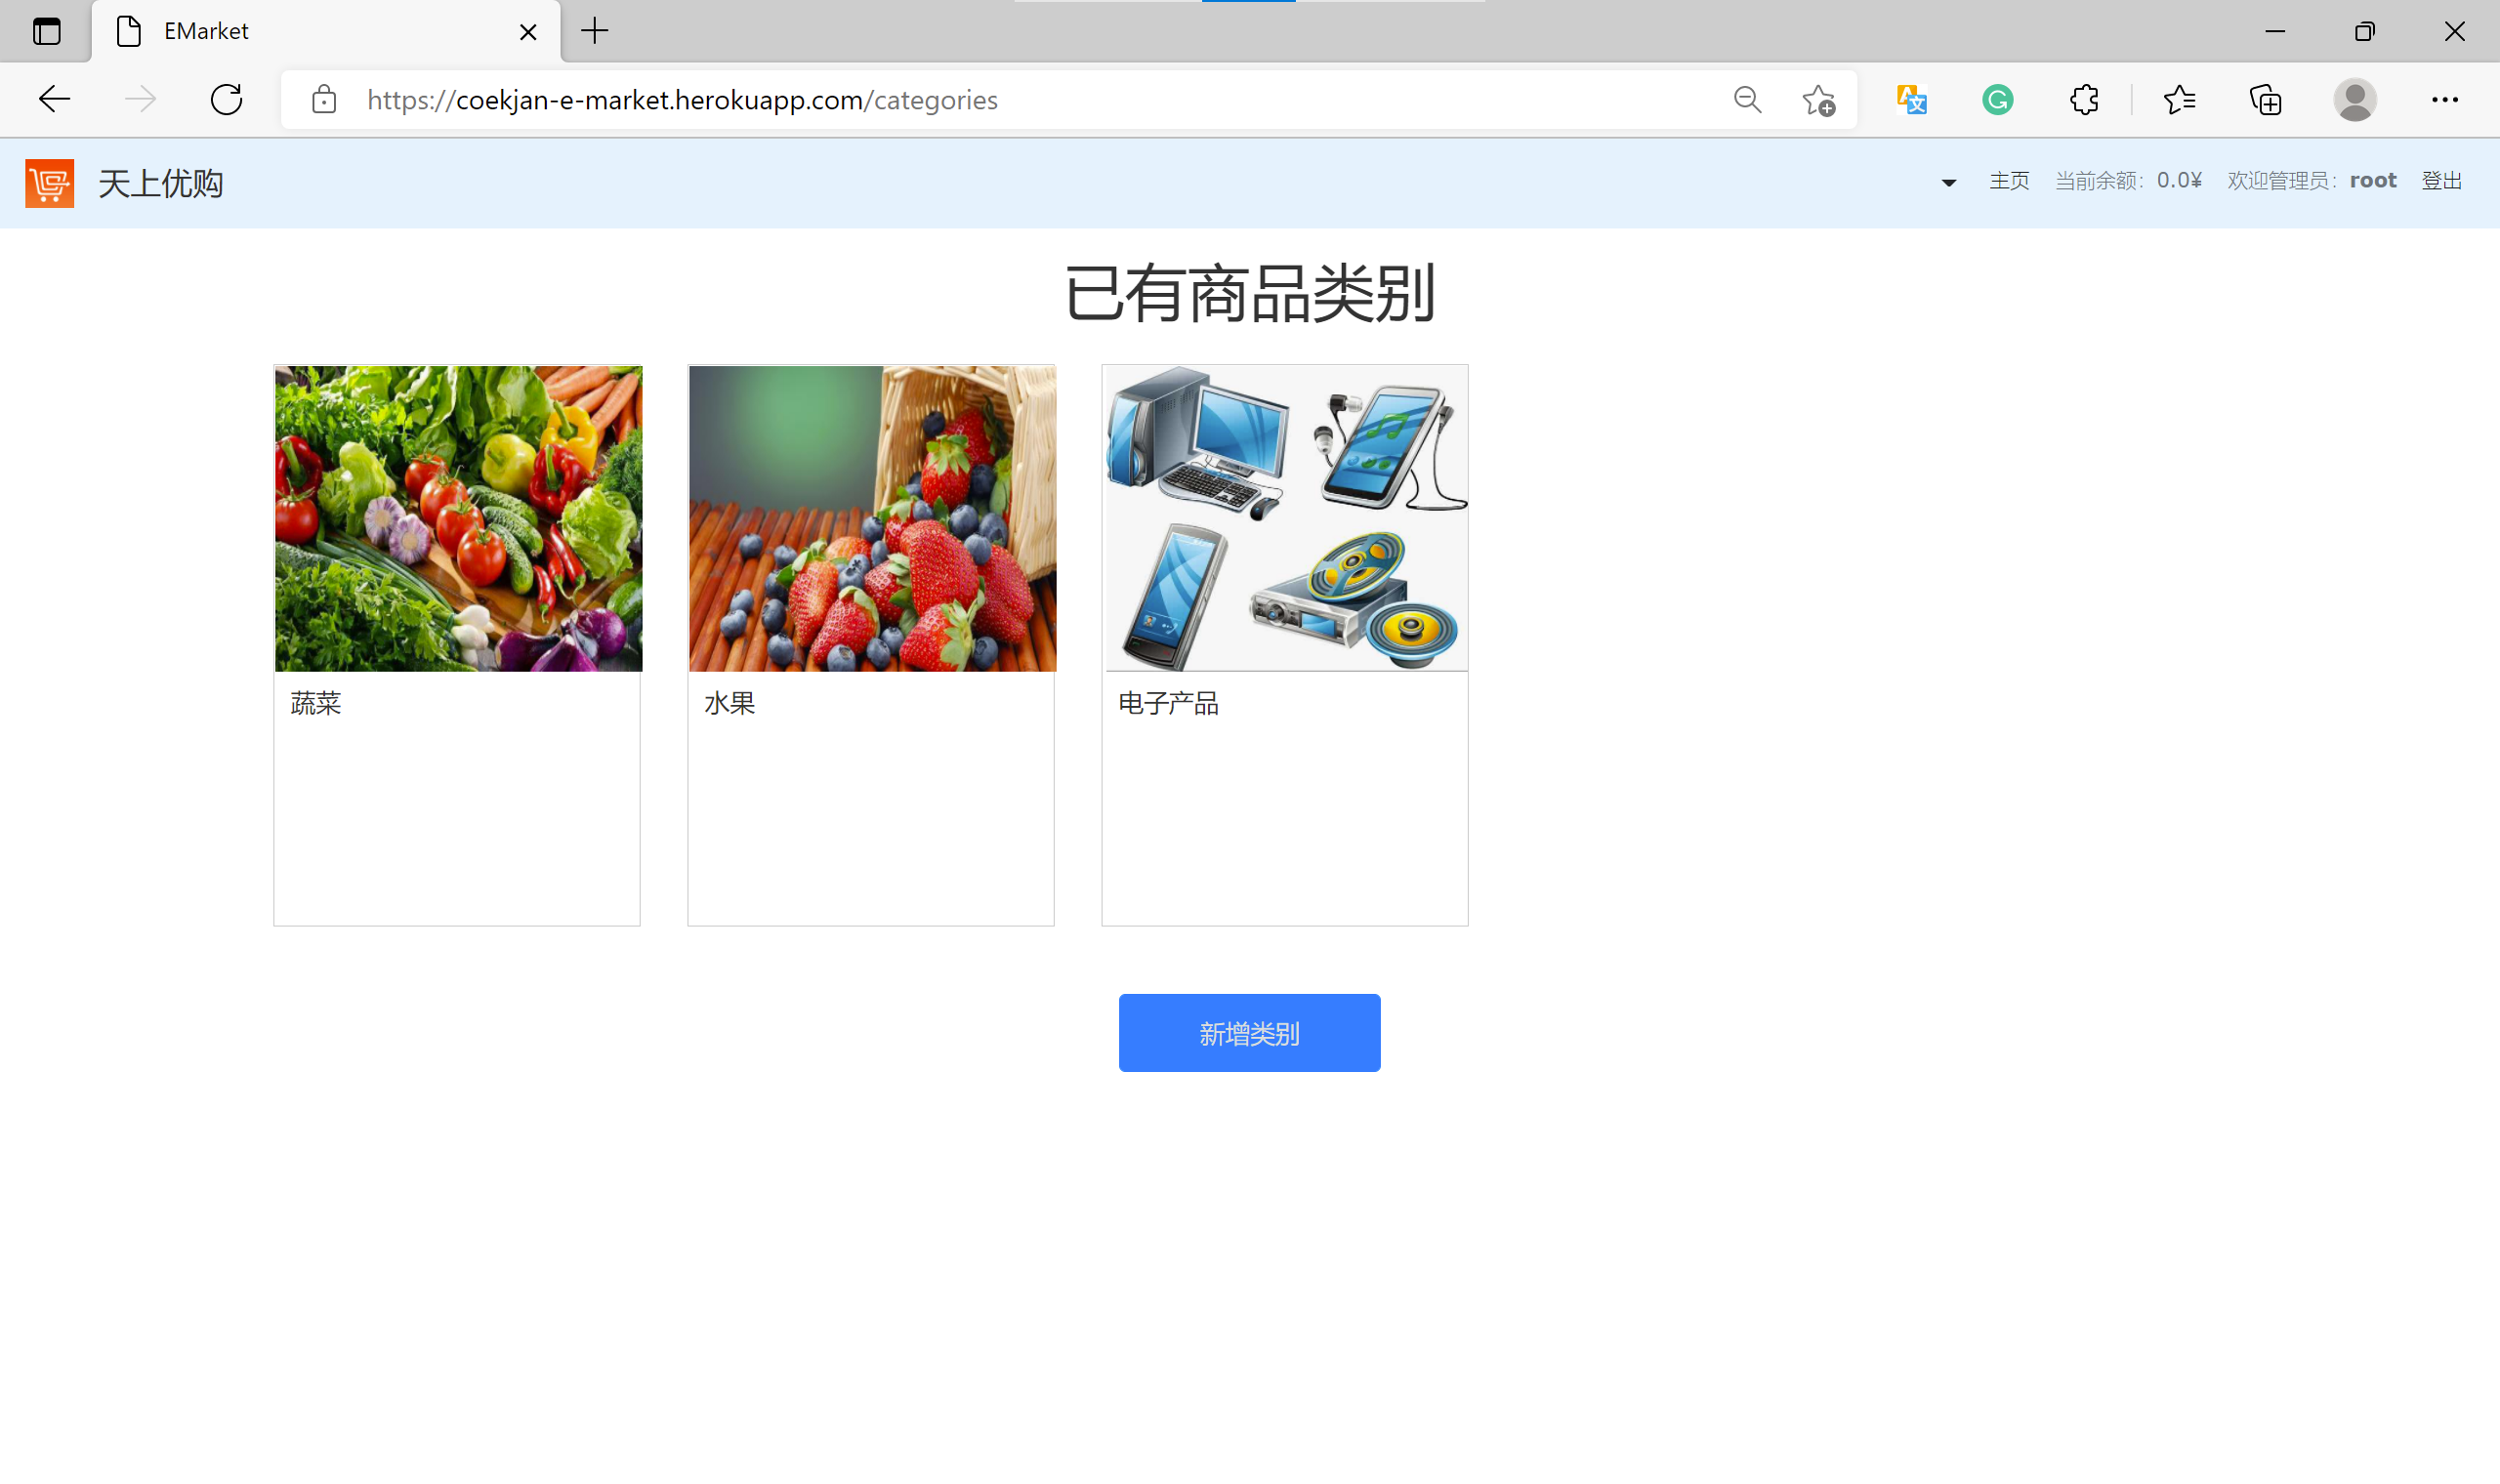 EMarket
https://coekjan-e-market.herokuapp.com/categories
天上优购
主页 当前余额：0.0¥ 欢迎管理员：root 登出
已有商品类别
蔬菜
水果
电子产品
新增类别